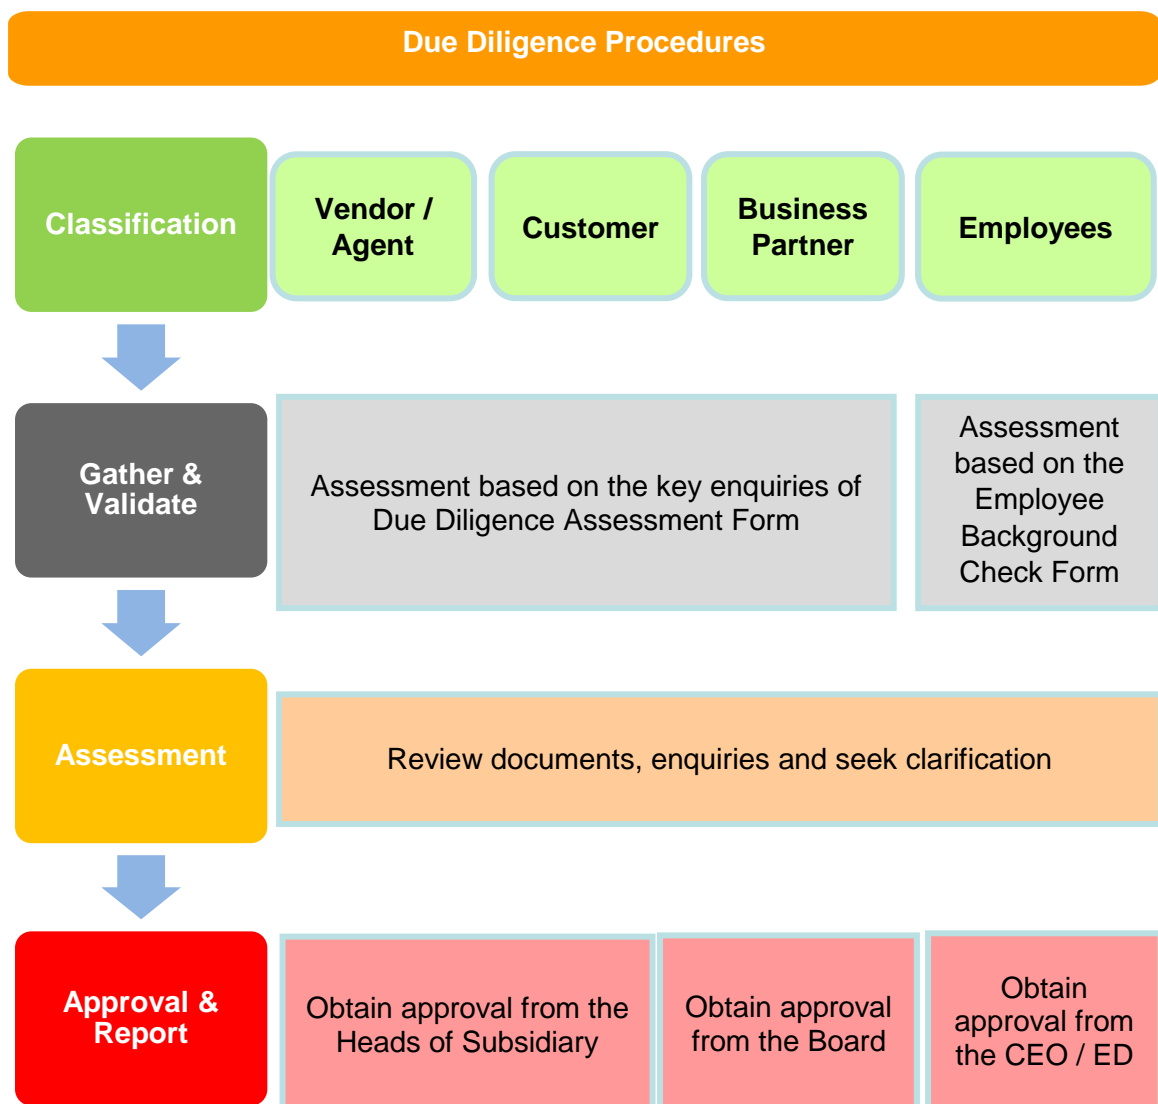 Due Diligence Procedures
Classification
Vendor /
Agent
Customer
Business
Partner
Employees
Gather &
Validate
Assessment based on the key enquiries of
Due Diligence Assessment Form
Assessment
based on the
Employee
Background
Check Form
Assessment
Review documents, enquiries and seek clarification
Approval &
Report
Obtain approval from the
Heads of Subsidiary
Obtain approval
from the Board
Obtain
approval from
the CEO / ED